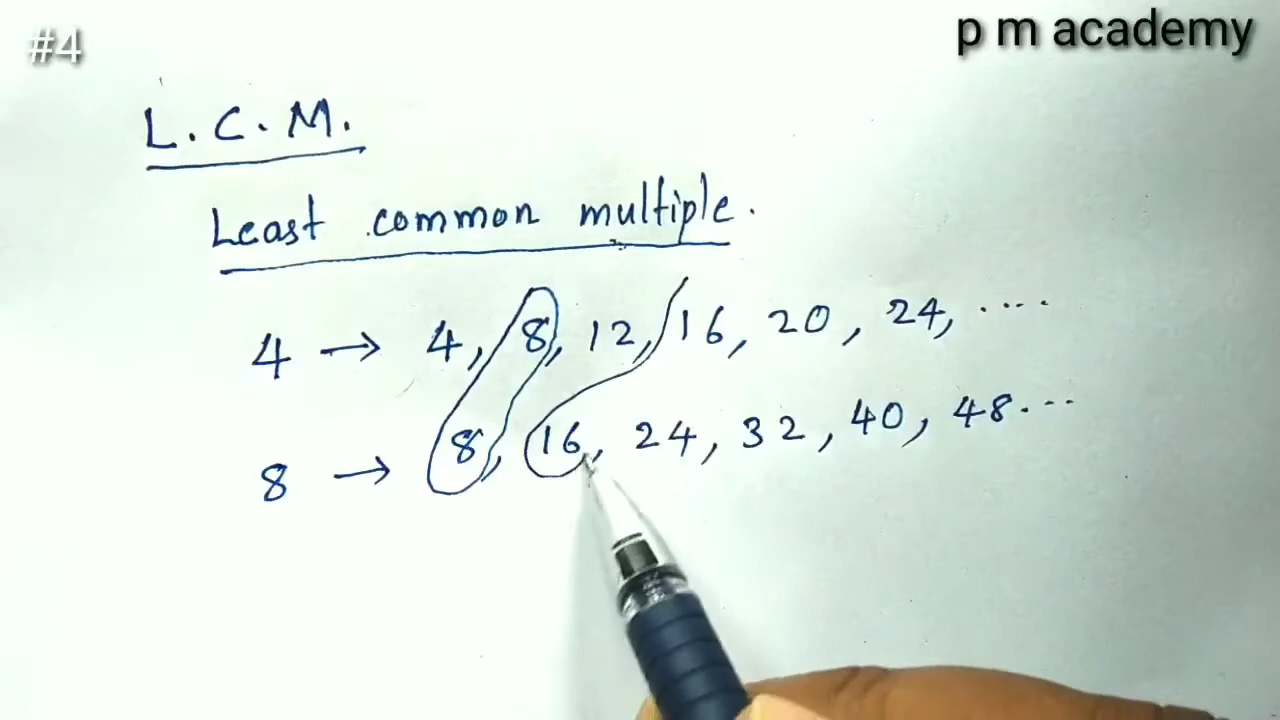 #4
p m academy
L.C.M.
Least common multiple.
4 → 4, 8, 12, 16, 20, 24, ....
8 → 8, 16, 24, 32, 40, 48...